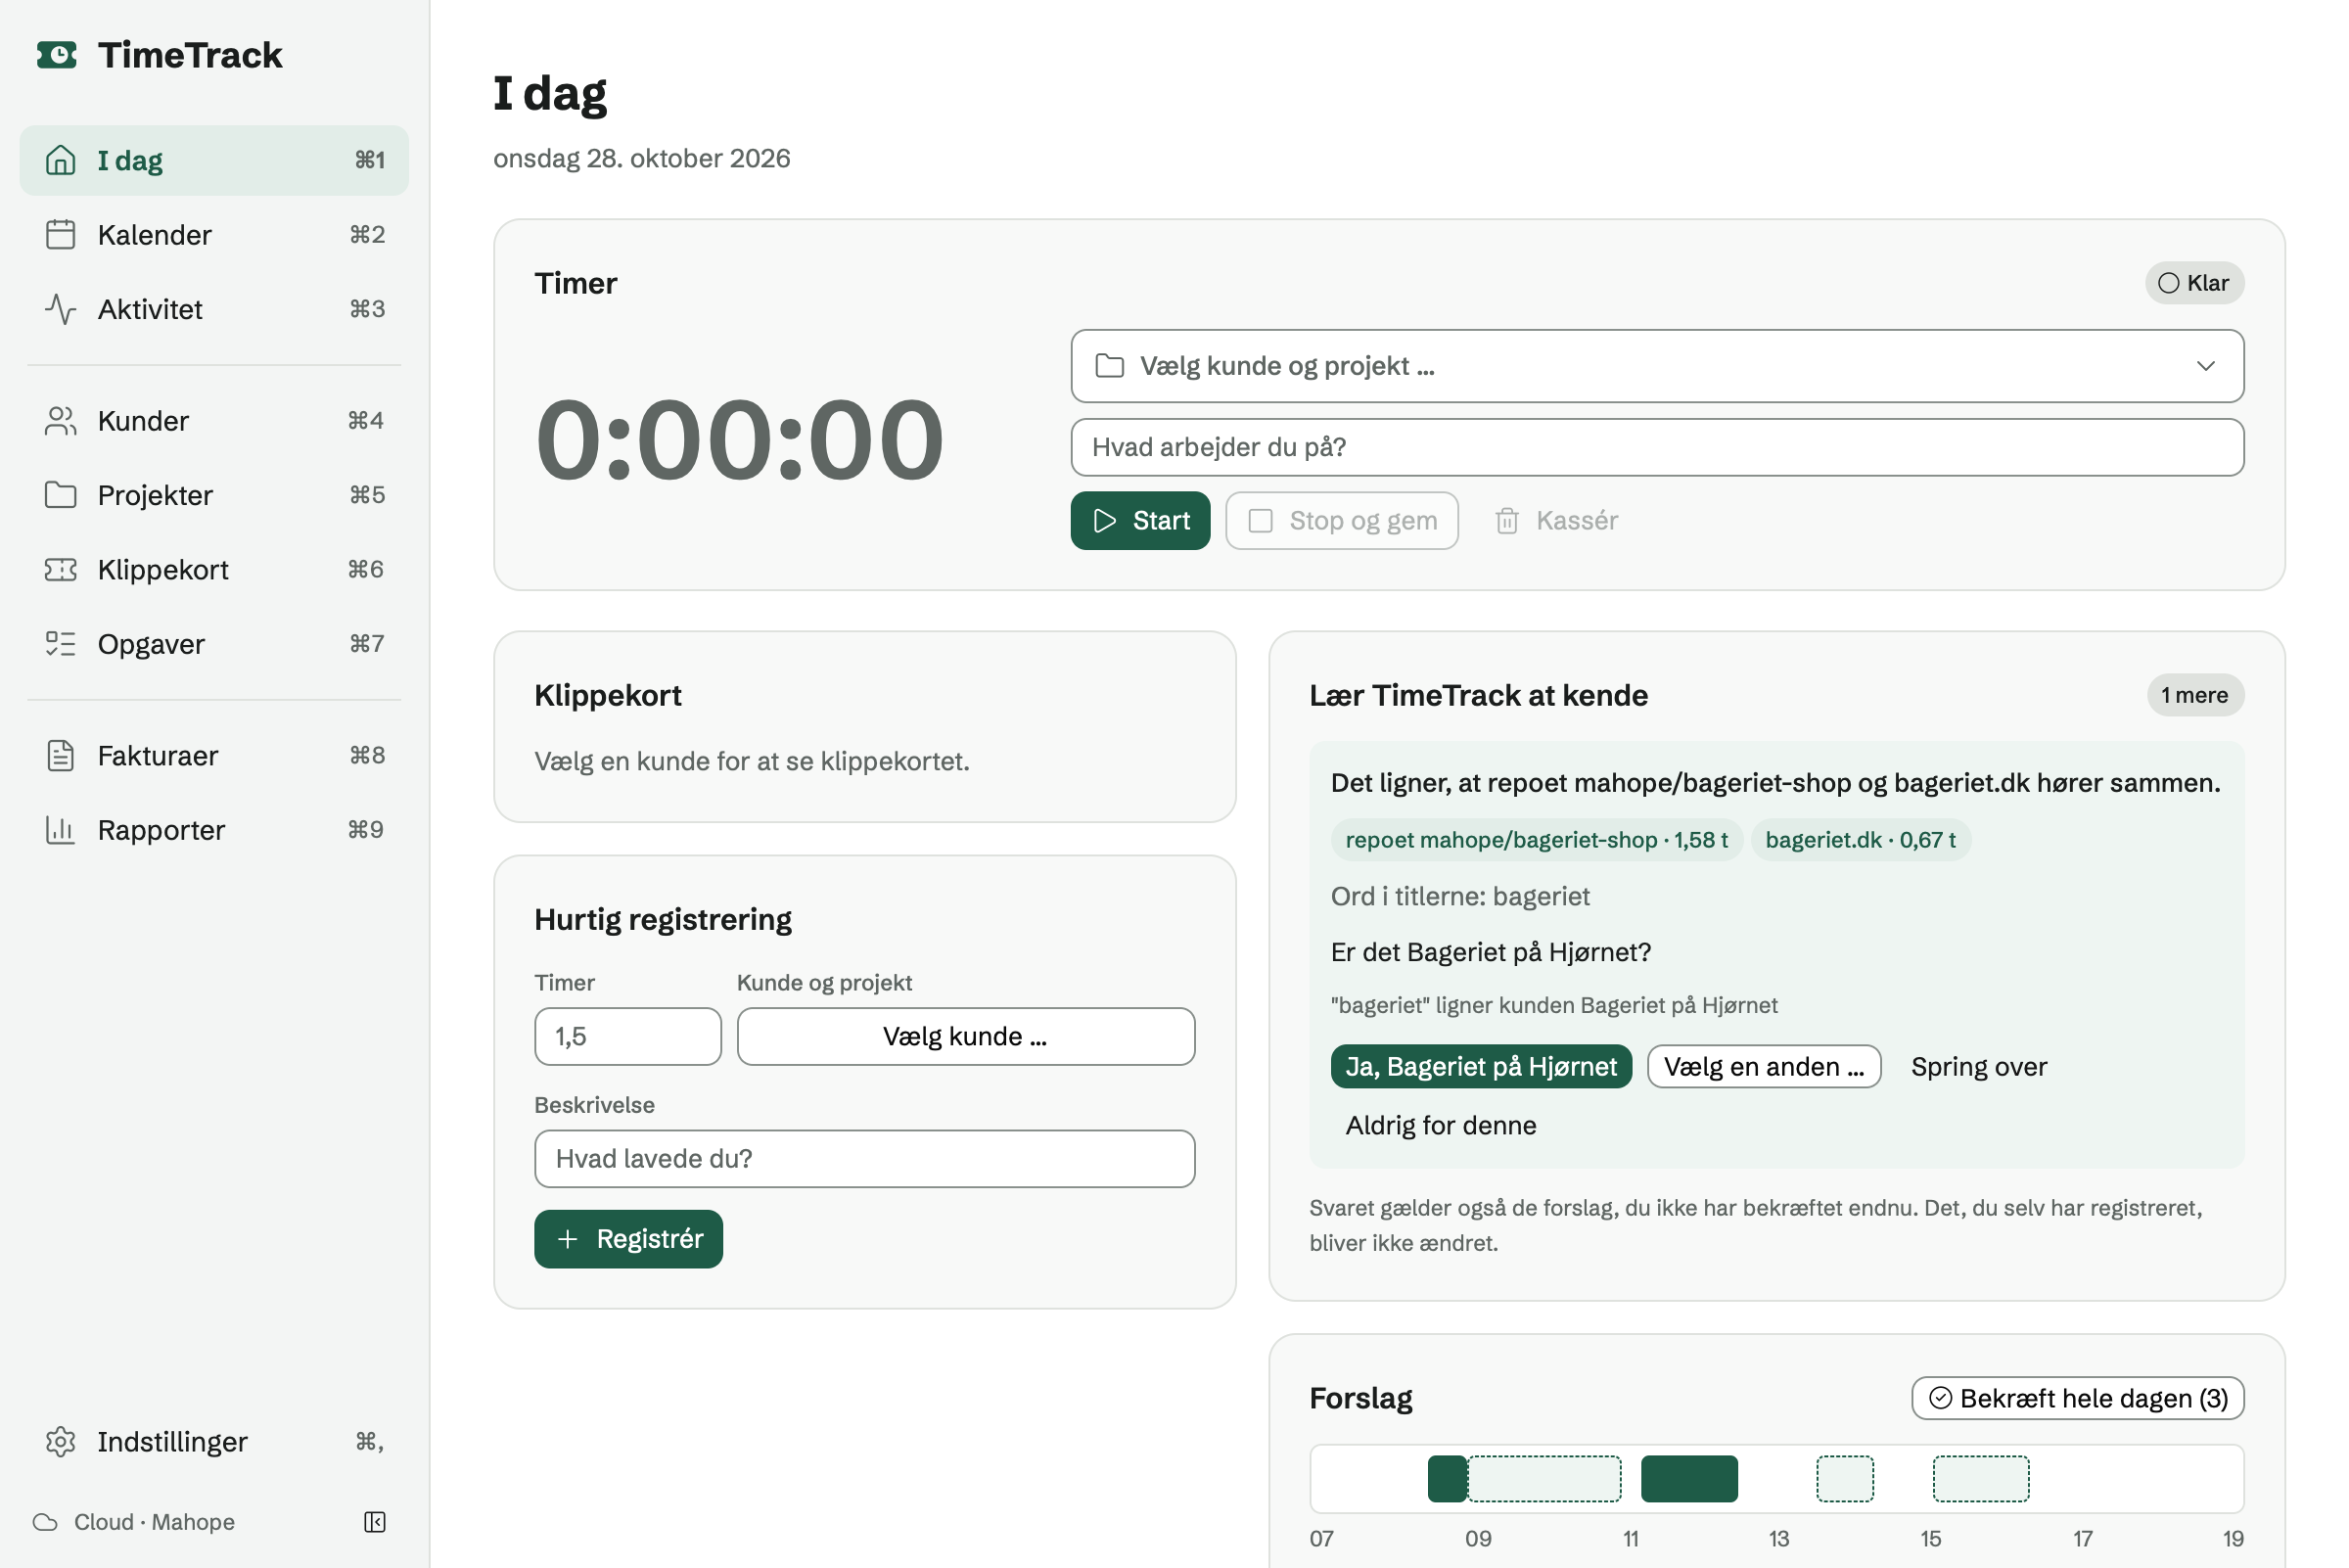 TimeTrack
I dag ⌘1
Kalender ⌘2
Aktivitet ⌘3
Kunder ⌘4
Projekter ⌘5
Klippekort ⌘6
Opgaver ⌘7
Fakturaer ⌘8
Rapporter ⌘9
Indstillinger ⌘,
Cloud · Mahope
I dag
onsdag 28. oktober 2026
Timer
Klar
0:00:00
Vælg kunde og projekt ...
Hvad arbejder du på?
Start
Stop og gem
Kassér
Klippekort
Vælg en kunde for at se klippekortet.
Hurtig registrering
Timer
Kunde og projekt
1,5
Vælg kunde ...
Beskrivelse
Hvad lavede du?
Registrér
Lær TimeTrack at kende
1 mere
Det ligner, at repoet mahope/bageriet-shop og bageriet.dk hører sammen.
repoet mahope/bageriet-shop · 1,58 t
bageriet.dk · 0,67 t
Ord i titlerne: bageriet
Er det Bageriet på Hjørnet?
"bageriet" ligner kunden Bageriet på Hjørnet
Ja, Bageriet på Hjørnet
Vælg en anden ...
Spring over
Aldrig for denne
Svaret gælder også de forslag, du ikke har bekræftet endnu. Det, du selv har registreret,
bliver ikke ændret.
Forslag
Bekræft hele dagen (3)
07 09 11 13 15 17 19